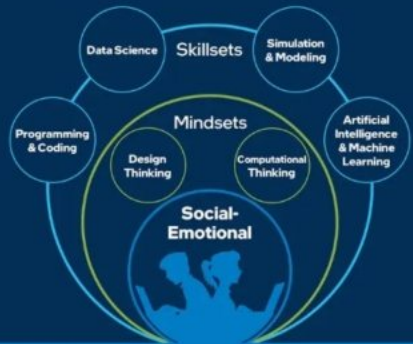 Data Science
Skillsets
Simulation
& Modeling
Programming
& Coding
Mindsets
Artificial
Intelligence
& Machine
Learning
Design
Thinking
Computational
Thinking
Social-
Emotional